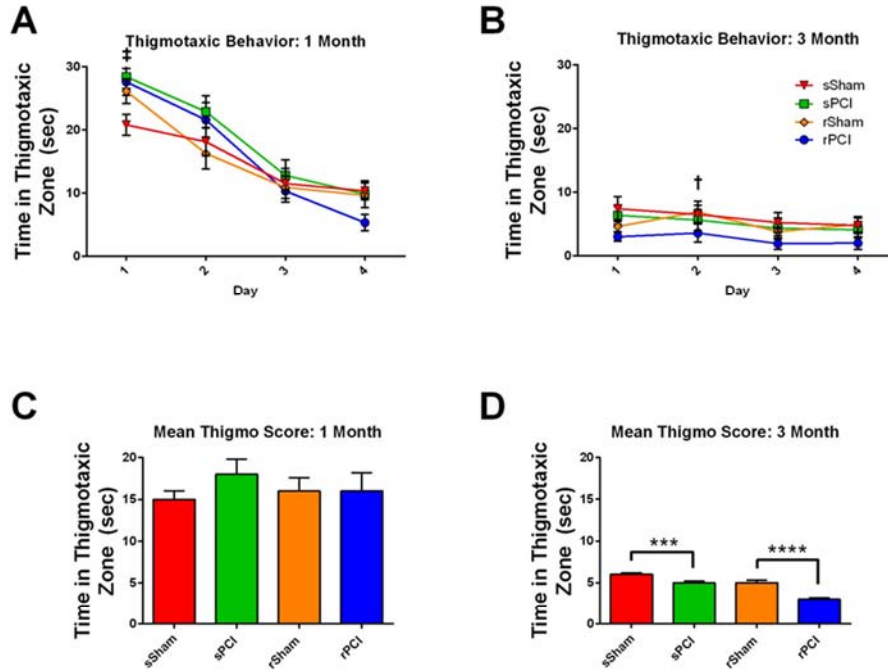 A
Thigmotaxic Behavior: 1 Month
Time in Thigmotaxic
Zone (sec)
30
20
10
0
‡
1
2
3
4
Day
B
Thigmotaxic Behavior: 3 Month
Time in Thigmotaxic
Zone (sec)
30
20
10
0
†
sSham
sPCI
rSham
rPCI
1
2
3
4
Day
C
Mean Thigmo Score: 1 Month
Time in Thigmotaxic
Zone (sec)
20
15
10
5
0
sSham
sPCI
rSham
rPCI
D
Mean Thigmo Score: 3 Month
Time in Thigmotaxic
Zone (sec)
20
15
10
5
0
***
****
sSham
sPCI
rSham
rPCI